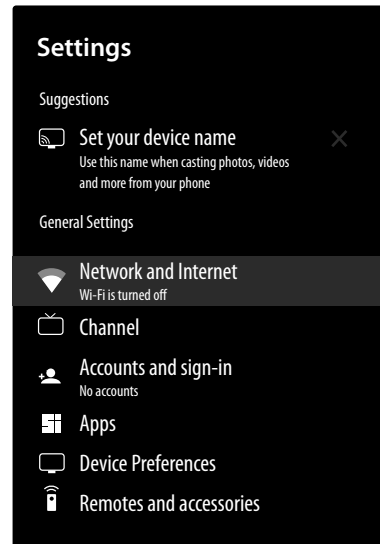 Settings
Suggestions
Set your device name
Use this name when casting photos, videos
and more from your phone
General Settings
Network and Internet
Wi-Fi is turned off
Channel
Accounts and sign-in
No accounts
Apps
Device Preferences
Remotes and accessories